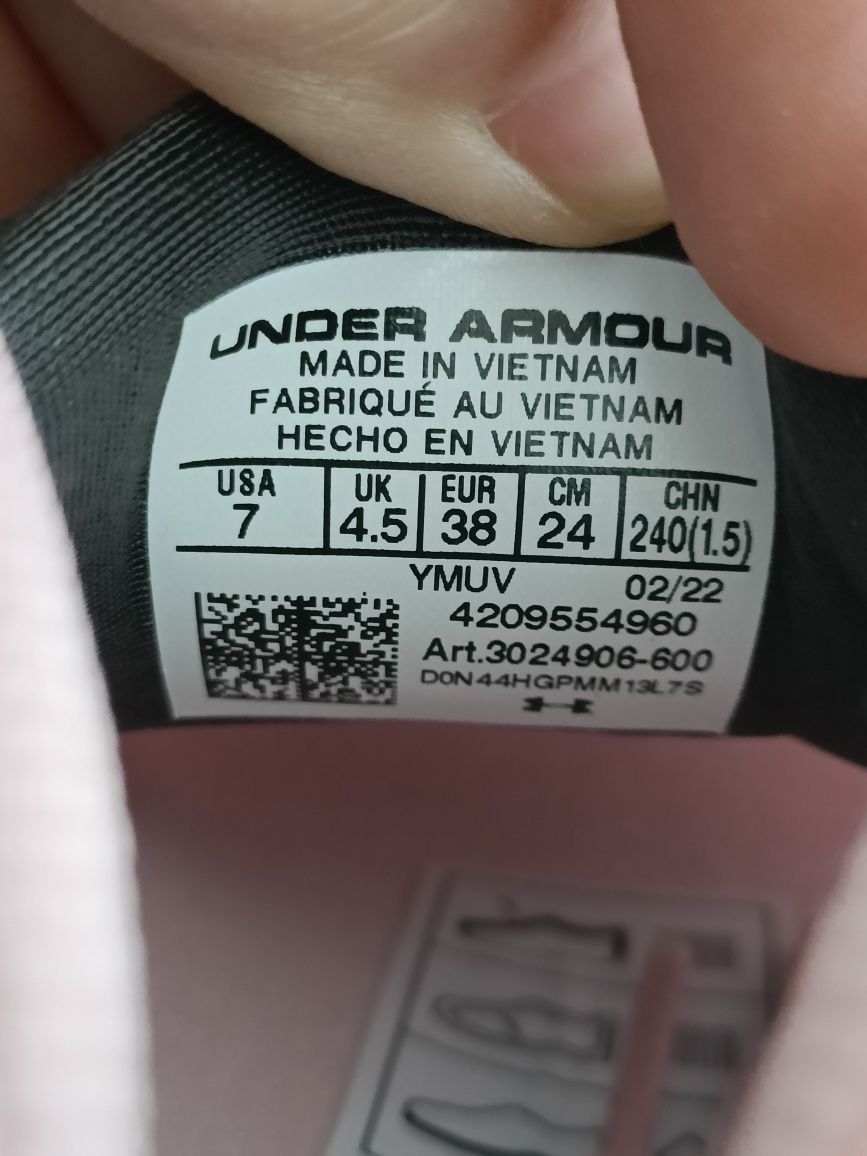 UNDER ARMOUR
MADE IN VIETNAM
FABRIQUÉ AU VIETNAM
HECHO EN VIETNAM
USA UK EUR CM CHN
7 4.5 38 24 240(1.5)
YMUV 02/22
4209554960
Art.3024906-600
D0N44HGPMM13L7S